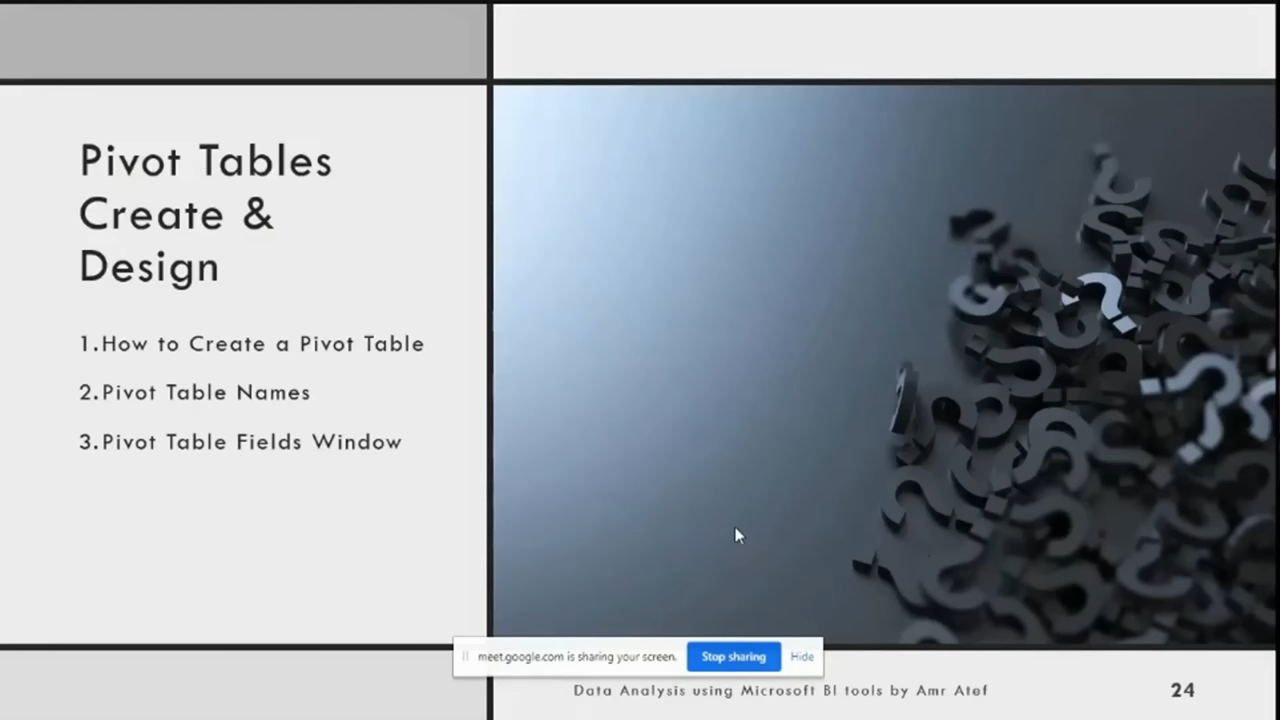 Pivot Tables
Create &
Design
1.How to Create a Pivot Table
2.Pivot Table Names
3.Pivot Table Fields Window
meet.google.com is sharing your screen.
Stop sharing
Hide
Data Analysis using Microsoft BI tools by Amr Atef
24